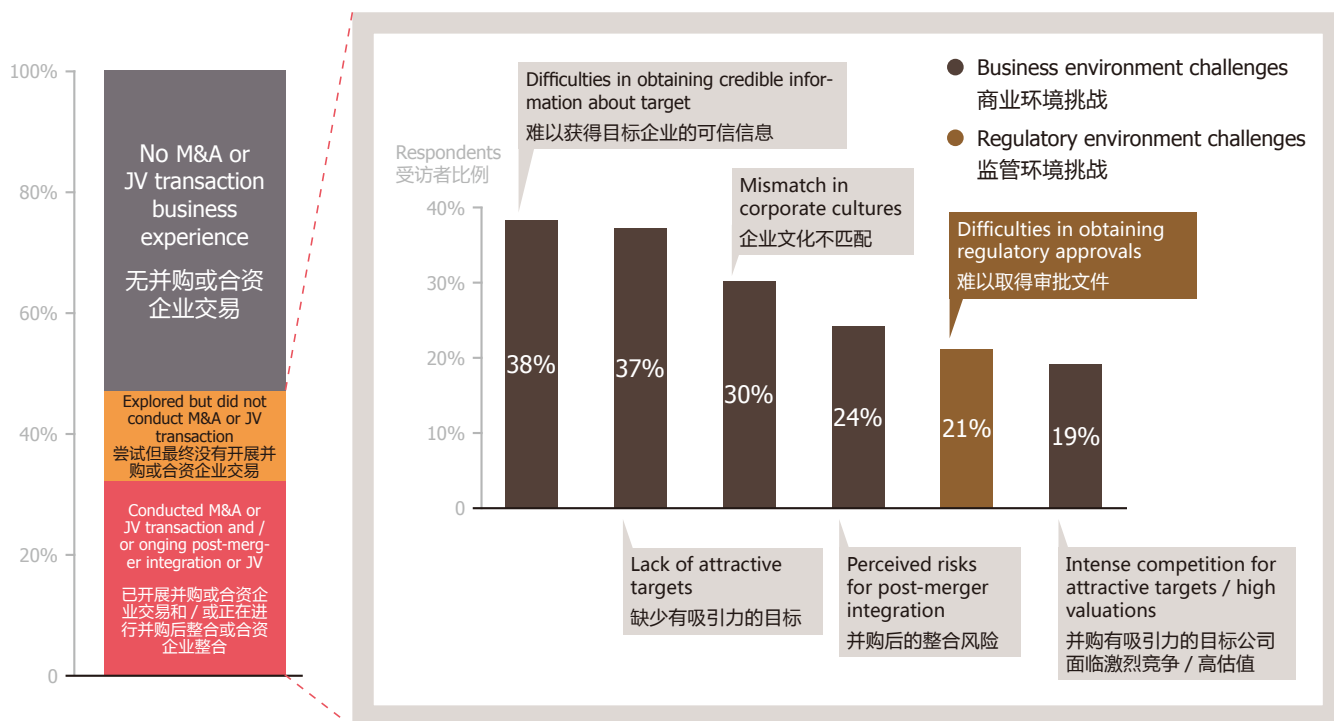 100%
80%
60%
40%
20%
0
No M&A or
JV transaction
business
experience
无并购或合资
企业交易
Explored but did not
conduct M&A or JV
transaction
尝试但最终没有开展并
购或合资企业交易
Conducted M&A or
JV transaction and /
or onging post-merg-
er integration or JV
已开展并购或合资企
业交易和 / 或正在进
行并购后整合或合资
企业整合
Difficulties in obtaining credible infor-
mation about target
难以获得目标企业的可信信息
Business environment challenges
商业环境挑战
Regulatory environment challenges
监管环境挑战
Respondents
受访者比例
Mismatch in
corporate cultures
企业文化不匹配
Difficulties in obtaining
regulatory approvals
难以取得审批文件
40%
30%
20%
10%
0
38%
37%
30%
24%
21%
19%
Lack of attractive
targets
缺少有吸引力的目标
Perceived risks
for post-merger
integration
并购后的整合风险
Intense competition for
attractive targets / high
valuations
并购有吸引力的目标公司
面临激烈竞争 / 高估值